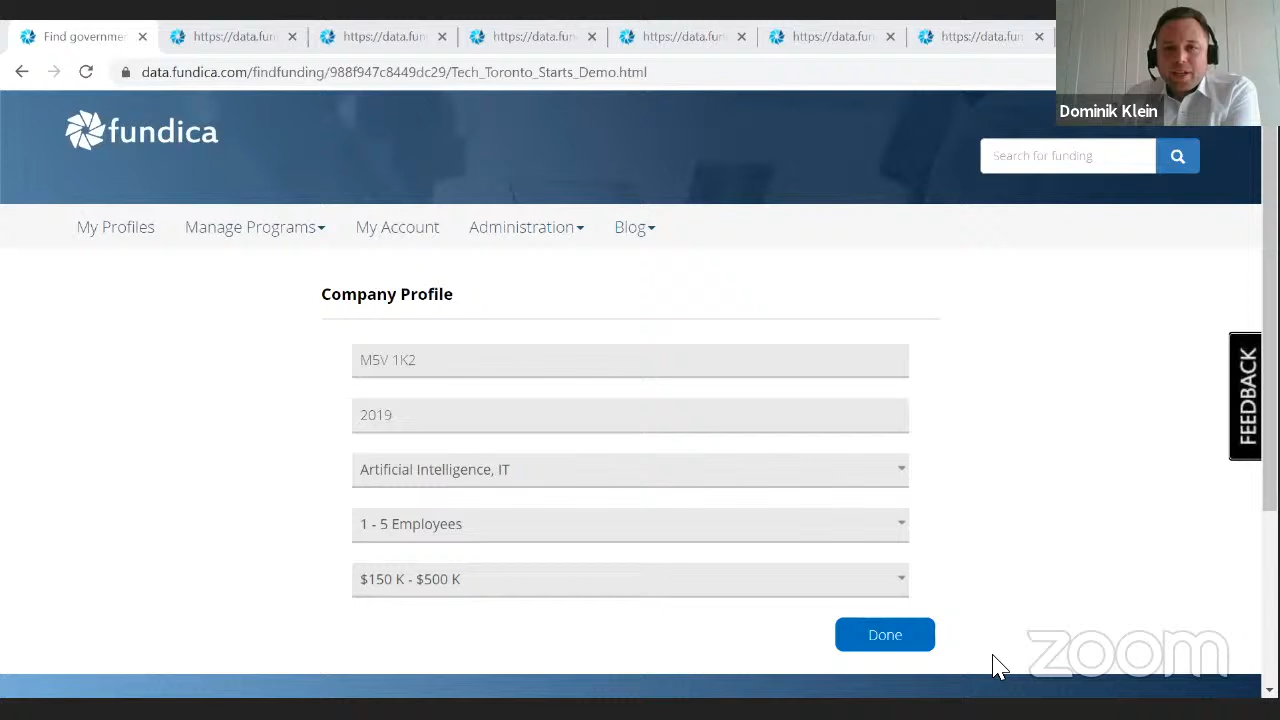 Find governme
https://data.fun
https://data.fun
https://data.fun
https://data.fun
https://data.fun
https://data.fun
data.fundica.com/findfunding/988f947c8449dc29/Tech_Toronto_Starts_Demo.html
Dominik Klein
fundica
Search for funding
My Profiles Manage Programs My Account Administration Blog
Company Profile
M5V 1K2
2019
Artificial Intelligence, IT
1 - 5 Employees
$150 K - $500 K
Done
FEEDBACK
zoom